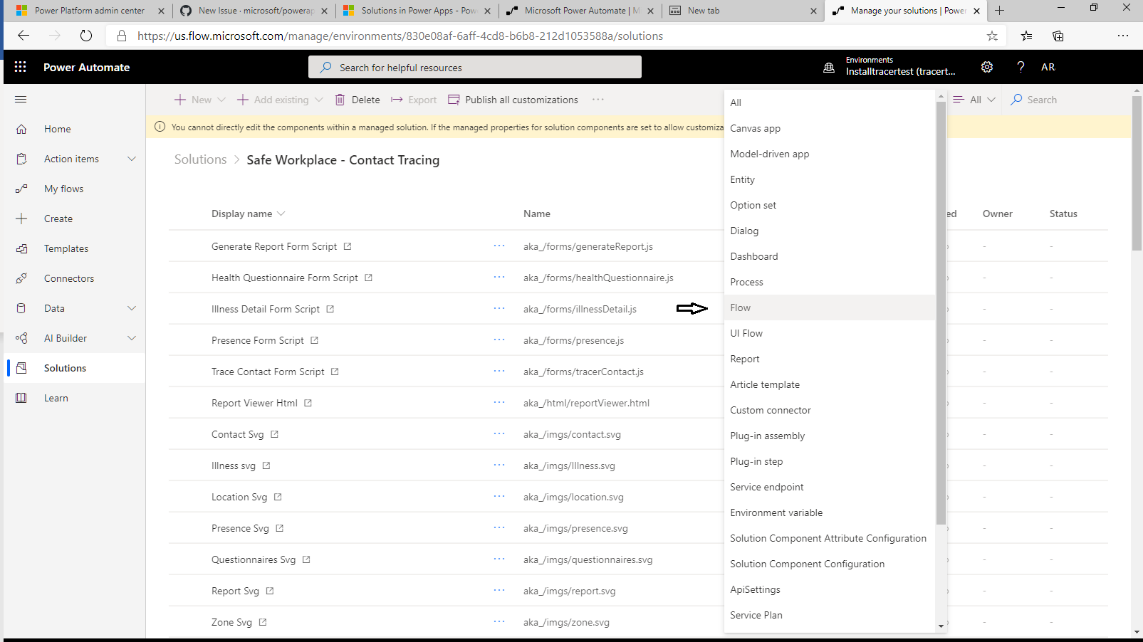 Power Platform admin center
New Issue · microsoft/powerap
Solutions in Power Apps - Pow
Microsoft Power Automate | M
New tab
Manage your solutions | Power
https://us.flow.microsoft.com/manage/environments/830e08af-6aff-4cd8-b6b8-212d1053588a/solutions
Power Automate
Search for helpful resources
Environments
Installtracertest (tracert...
?
AR
New
Add existing
Delete
Export
Publish all customizations
All
Search
You cannot directly edit the components within a managed solution. If the managed properties for solution components are set to allow customiza
Home
Action items
My flows
Create
Templates
Connectors
Data
AI Builder
Solutions
Learn
Solutions > Safe Workplace - Contact Tracing
Display name
Name
ed
Owner
Status
Generate Report Form Script ··· aka_/forms/generateReport.js - -
Health Questionnaire Form Script ··· aka_/forms/healthQuestionnaire.js - -
Illness Detail Form Script ··· aka_/forms/illnessDetail.js - -
Presence Form Script ··· aka_/forms/presence.js - -
Trace Contact Form Script ··· aka_/forms/tracerContact.js - -
Report Viewer Html ··· aka_/html/reportViewer.html - -
Contact Svg ··· aka_/imgs/contact.svg - -
Illness svg ··· aka_/imgs/Illness.svg - -
Location Svg ··· aka_/imgs/location.svg - -
Presence Svg ··· aka_/imgs/presence.svg - -
Questionnaires Svg ··· aka_/imgs/questionnaires.svg - -
Report Svg ··· aka_/imgs/report.svg - -
Zone Svg ··· aka_/imgs/zone.svg - -
All
Canvas app
Model-driven app
Entity
Option set
Dialog
Dashboard
Process
Flow
UI Flow
Report
Article template
Custom connector
Plug-in assembly
Plug-in step
Service endpoint
Environment variable
Solution Component Attribute Configuration
Solution Component Configuration
ApiSettings
Service Plan